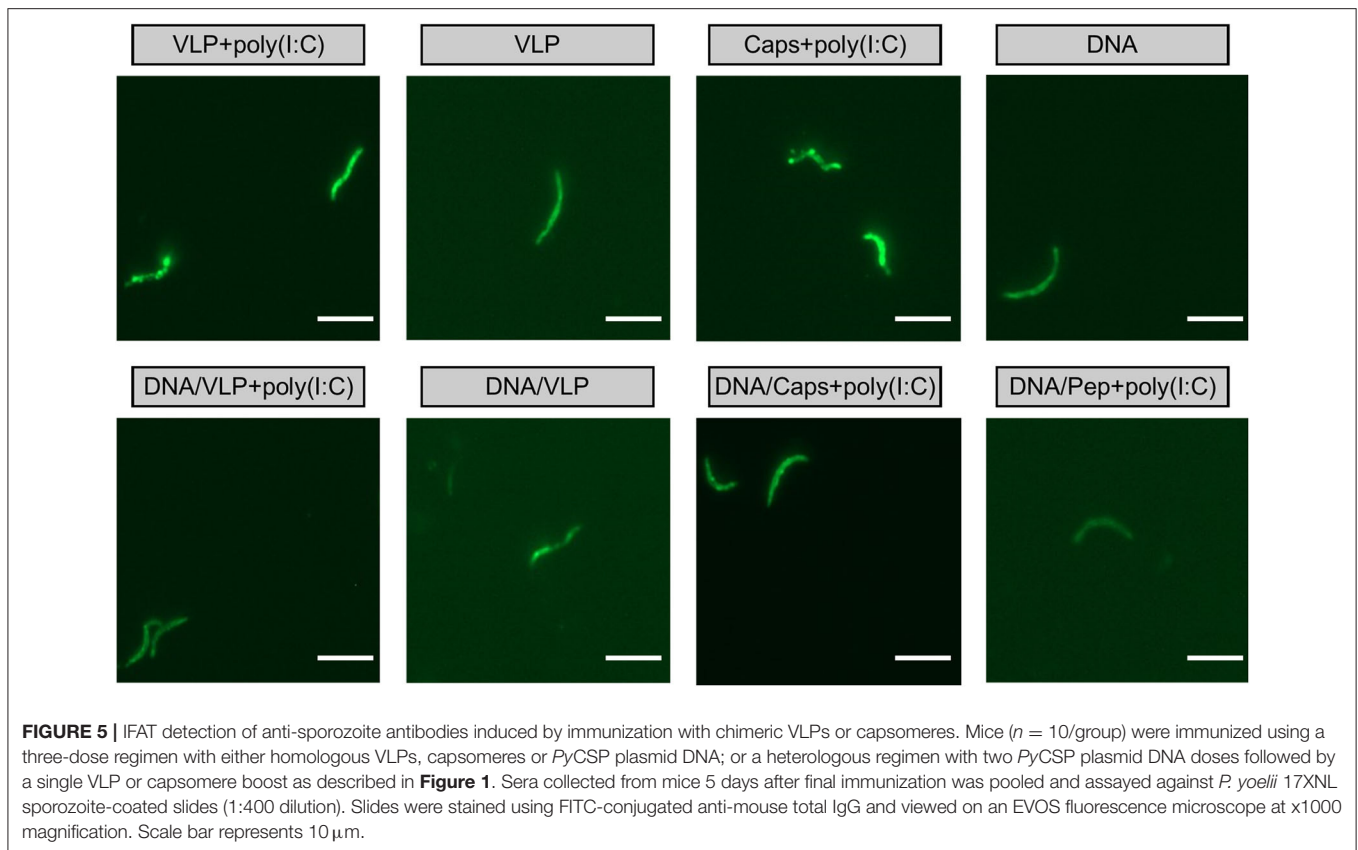 VLP+poly(I:C) VLP Caps+poly(I:C) DNA
DNA/VLP+poly(I:C) DNA/VLP DNA/Caps+poly(I:C) DNA/Pep+poly(I:C)
FIGURE 5 | IFAT detection of anti-sporozoite antibodies induced by immunization with chimeric VLPs or capsomeres. Mice (n = 10/group) were immunized using a
three-dose regimen with either homologous VLPs, capsomeres or PyCSP plasmid DNA; or a heterologous regimen with two PyCSP plasmid DNA doses followed by
a single VLP or capsomere boost as described in Figure 1. Sera collected from mice 5 days after final immunization was pooled and assayed against P. yoelii 17XNL
sporozoite-coated slides (1:400 dilution). Slides were stained using FITC-conjugated anti-mouse total IgG and viewed on an EVOS fluorescence microscope at x1000
magnification. Scale bar represents 10 μm.